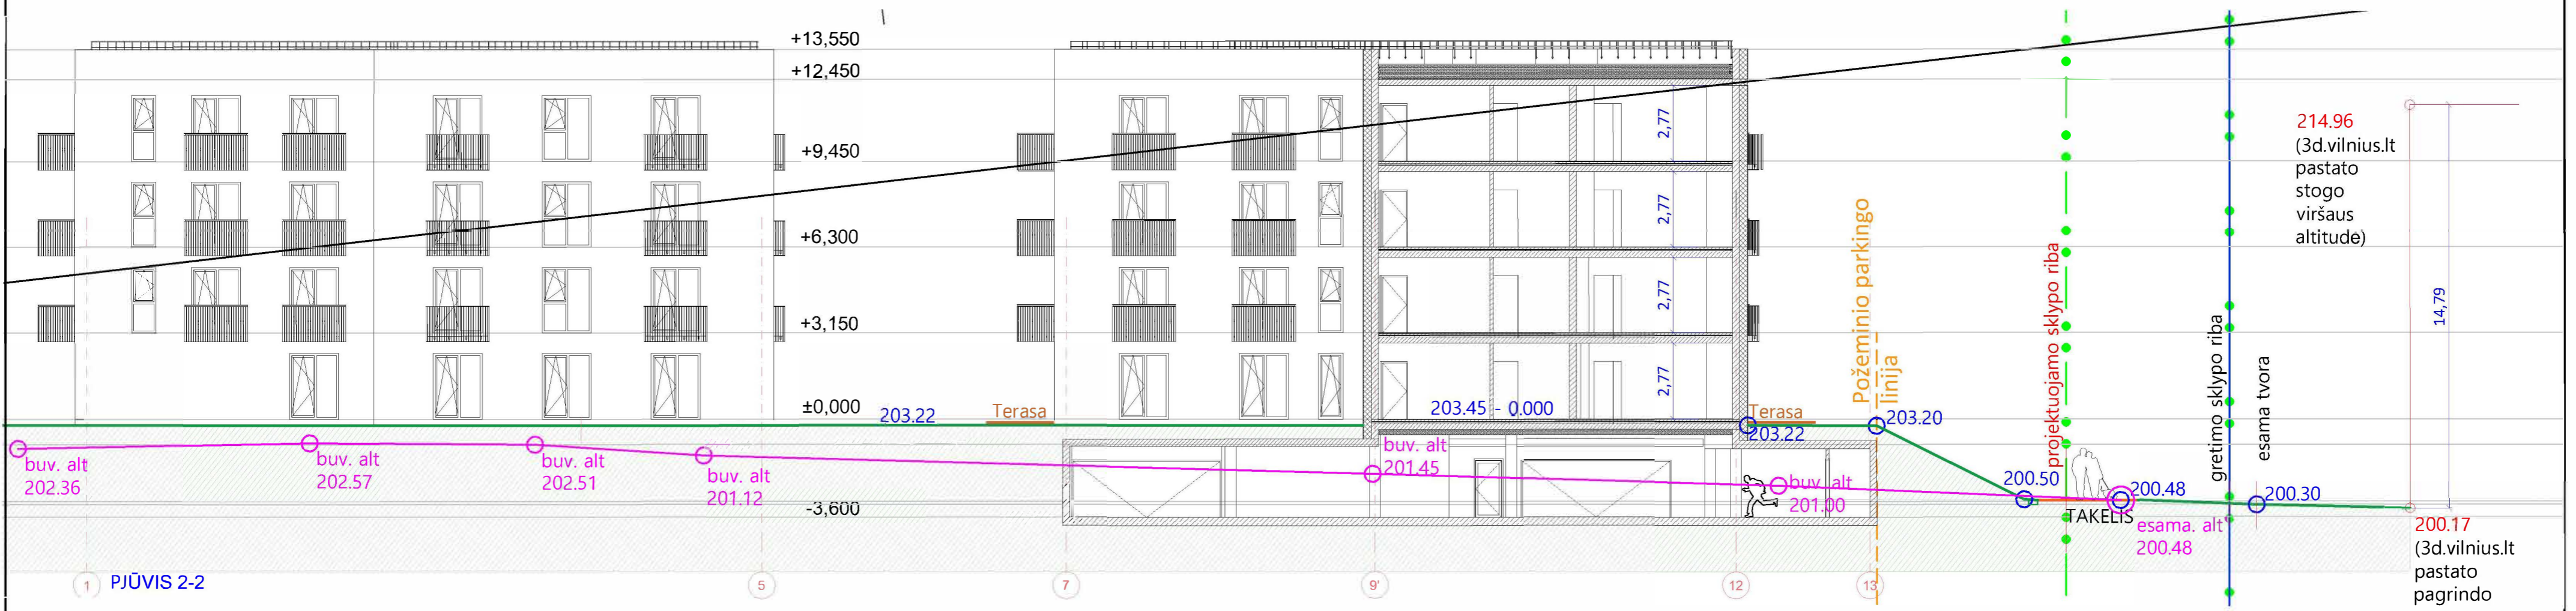 +13,550
+12,450
+9,450
+6,300
+3,150
±0,000
-3,600
203.22
Terasa
2,77
2,77
2,77
2,77
203.45 - 0.000
Terasa
203.22
Požeminio parkingo
linija
203.20
projektuojamo sklypo riba
gretimo sklypo riba
esama tvora
214.96
(3d.vilnius.lt
pastato
stogo
viršaus
altitudė)
14,79
buv. alt
202.36
buv. alt
202.57
buv. alt
202.51
buv. alt
201.12
buv. alt
201.45
buv. alt
201.00
200.50
TAKELIS
200.48
esama. alt
200.48
200.30
200.17
(3d.vilnius.lt
pastato
pagrindo
1
PJŪVIS 2-2
5
7
9'
12
13